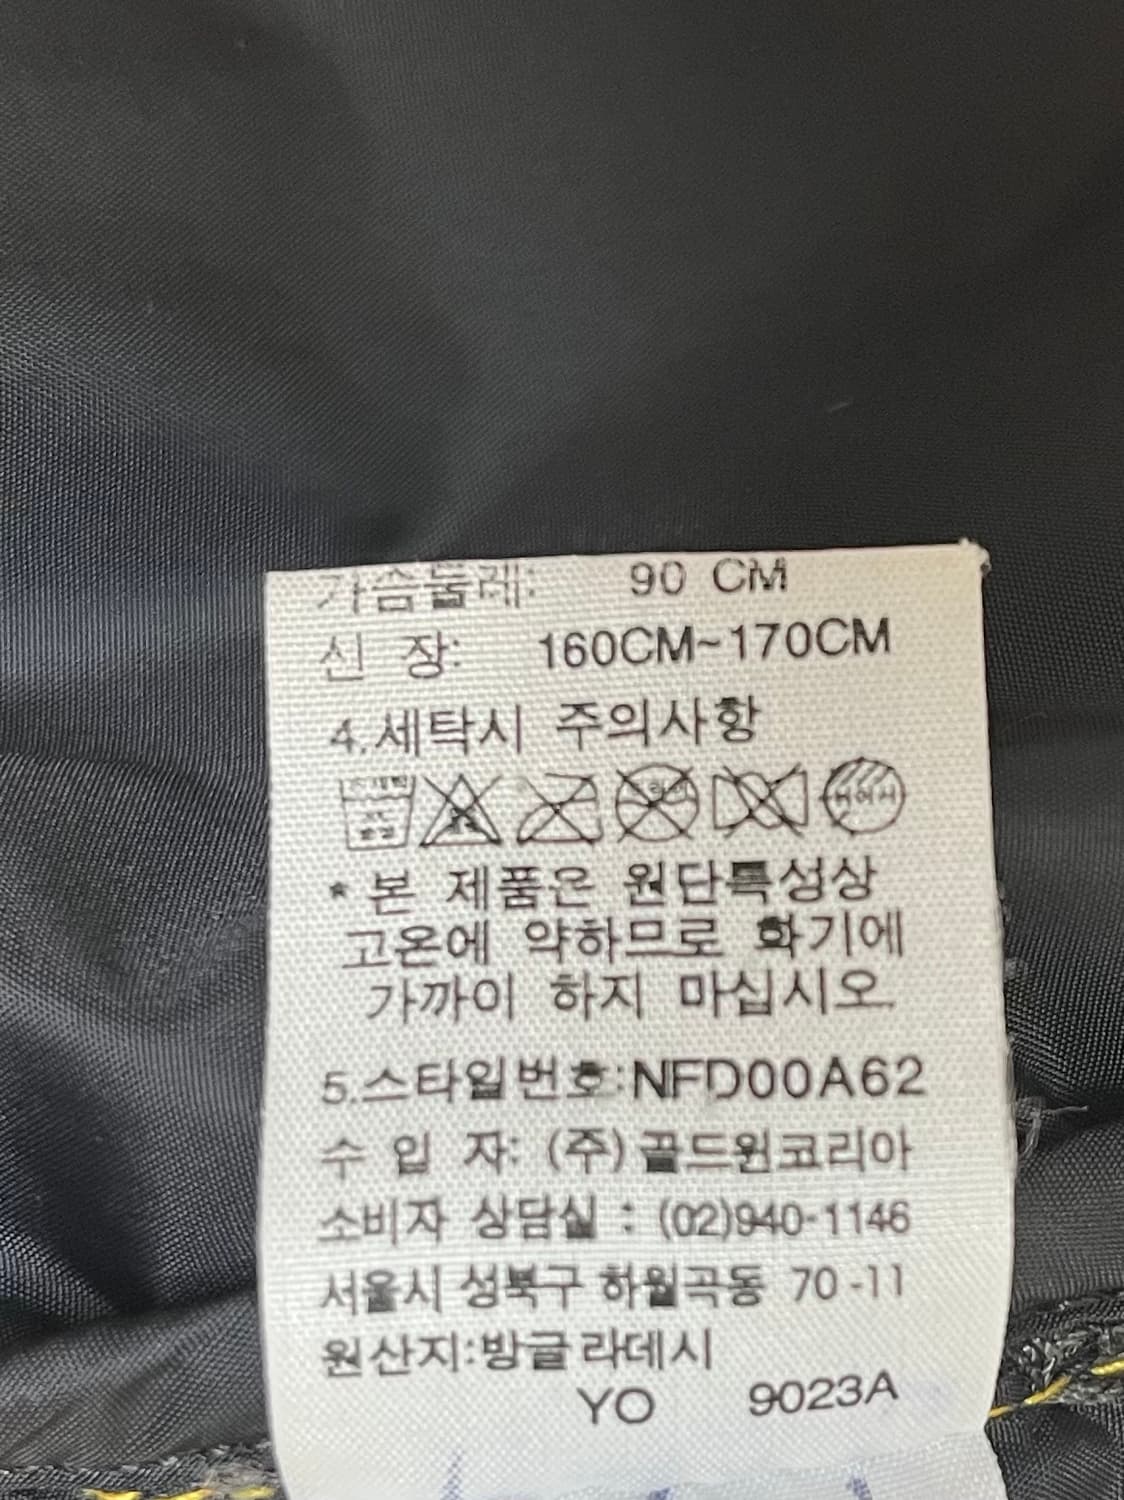 가슴둘레: 90 CM
신 장: 160CM~170CM
4.세탁시 주의사항
* 본 제품은 원단특성상
고온에 약하므로 화기에
가까이 하지 마십시오.
5.스타일번호:NFD00A62
수 입 자: (주)골드윈코리아
소비자 상담실 : (02)940-1146
서울시 성북구 하월곡동 70-11
원산지:방글라데시
YO 9023A